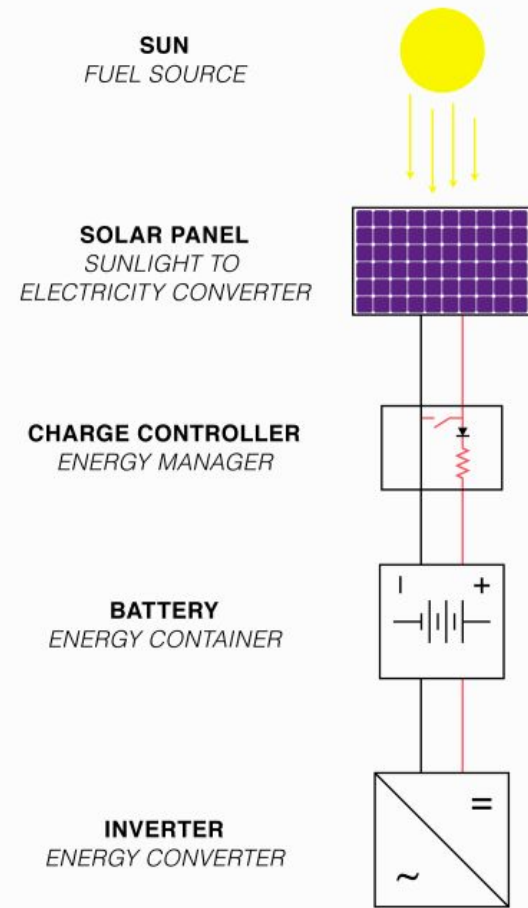 SUN
FUEL SOURCE
SOLAR PANEL
SUNLIGHT TO
ELECTRICITY CONVERTER
CHARGE CONTROLLER
ENERGY MANAGER
BATTERY
ENERGY CONTAINER
– +
INVERTER
ENERGY CONVERTER
=
~